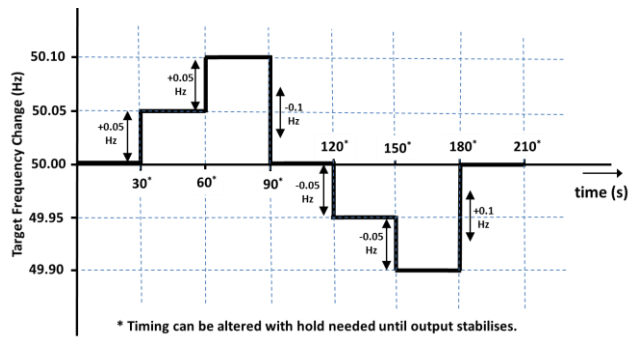 Target Frequency Change (Hz)
50.10
50.05
50.00
49.95
49.90
+0.05
Hz
+0.05
Hz
-0.1
Hz
30*
60*
90*
120*
150*
180*
210*
-0.05
Hz
-0.05
Hz
+0.1
Hz
time (s)
* Timing can be altered with hold needed until output stabilises.